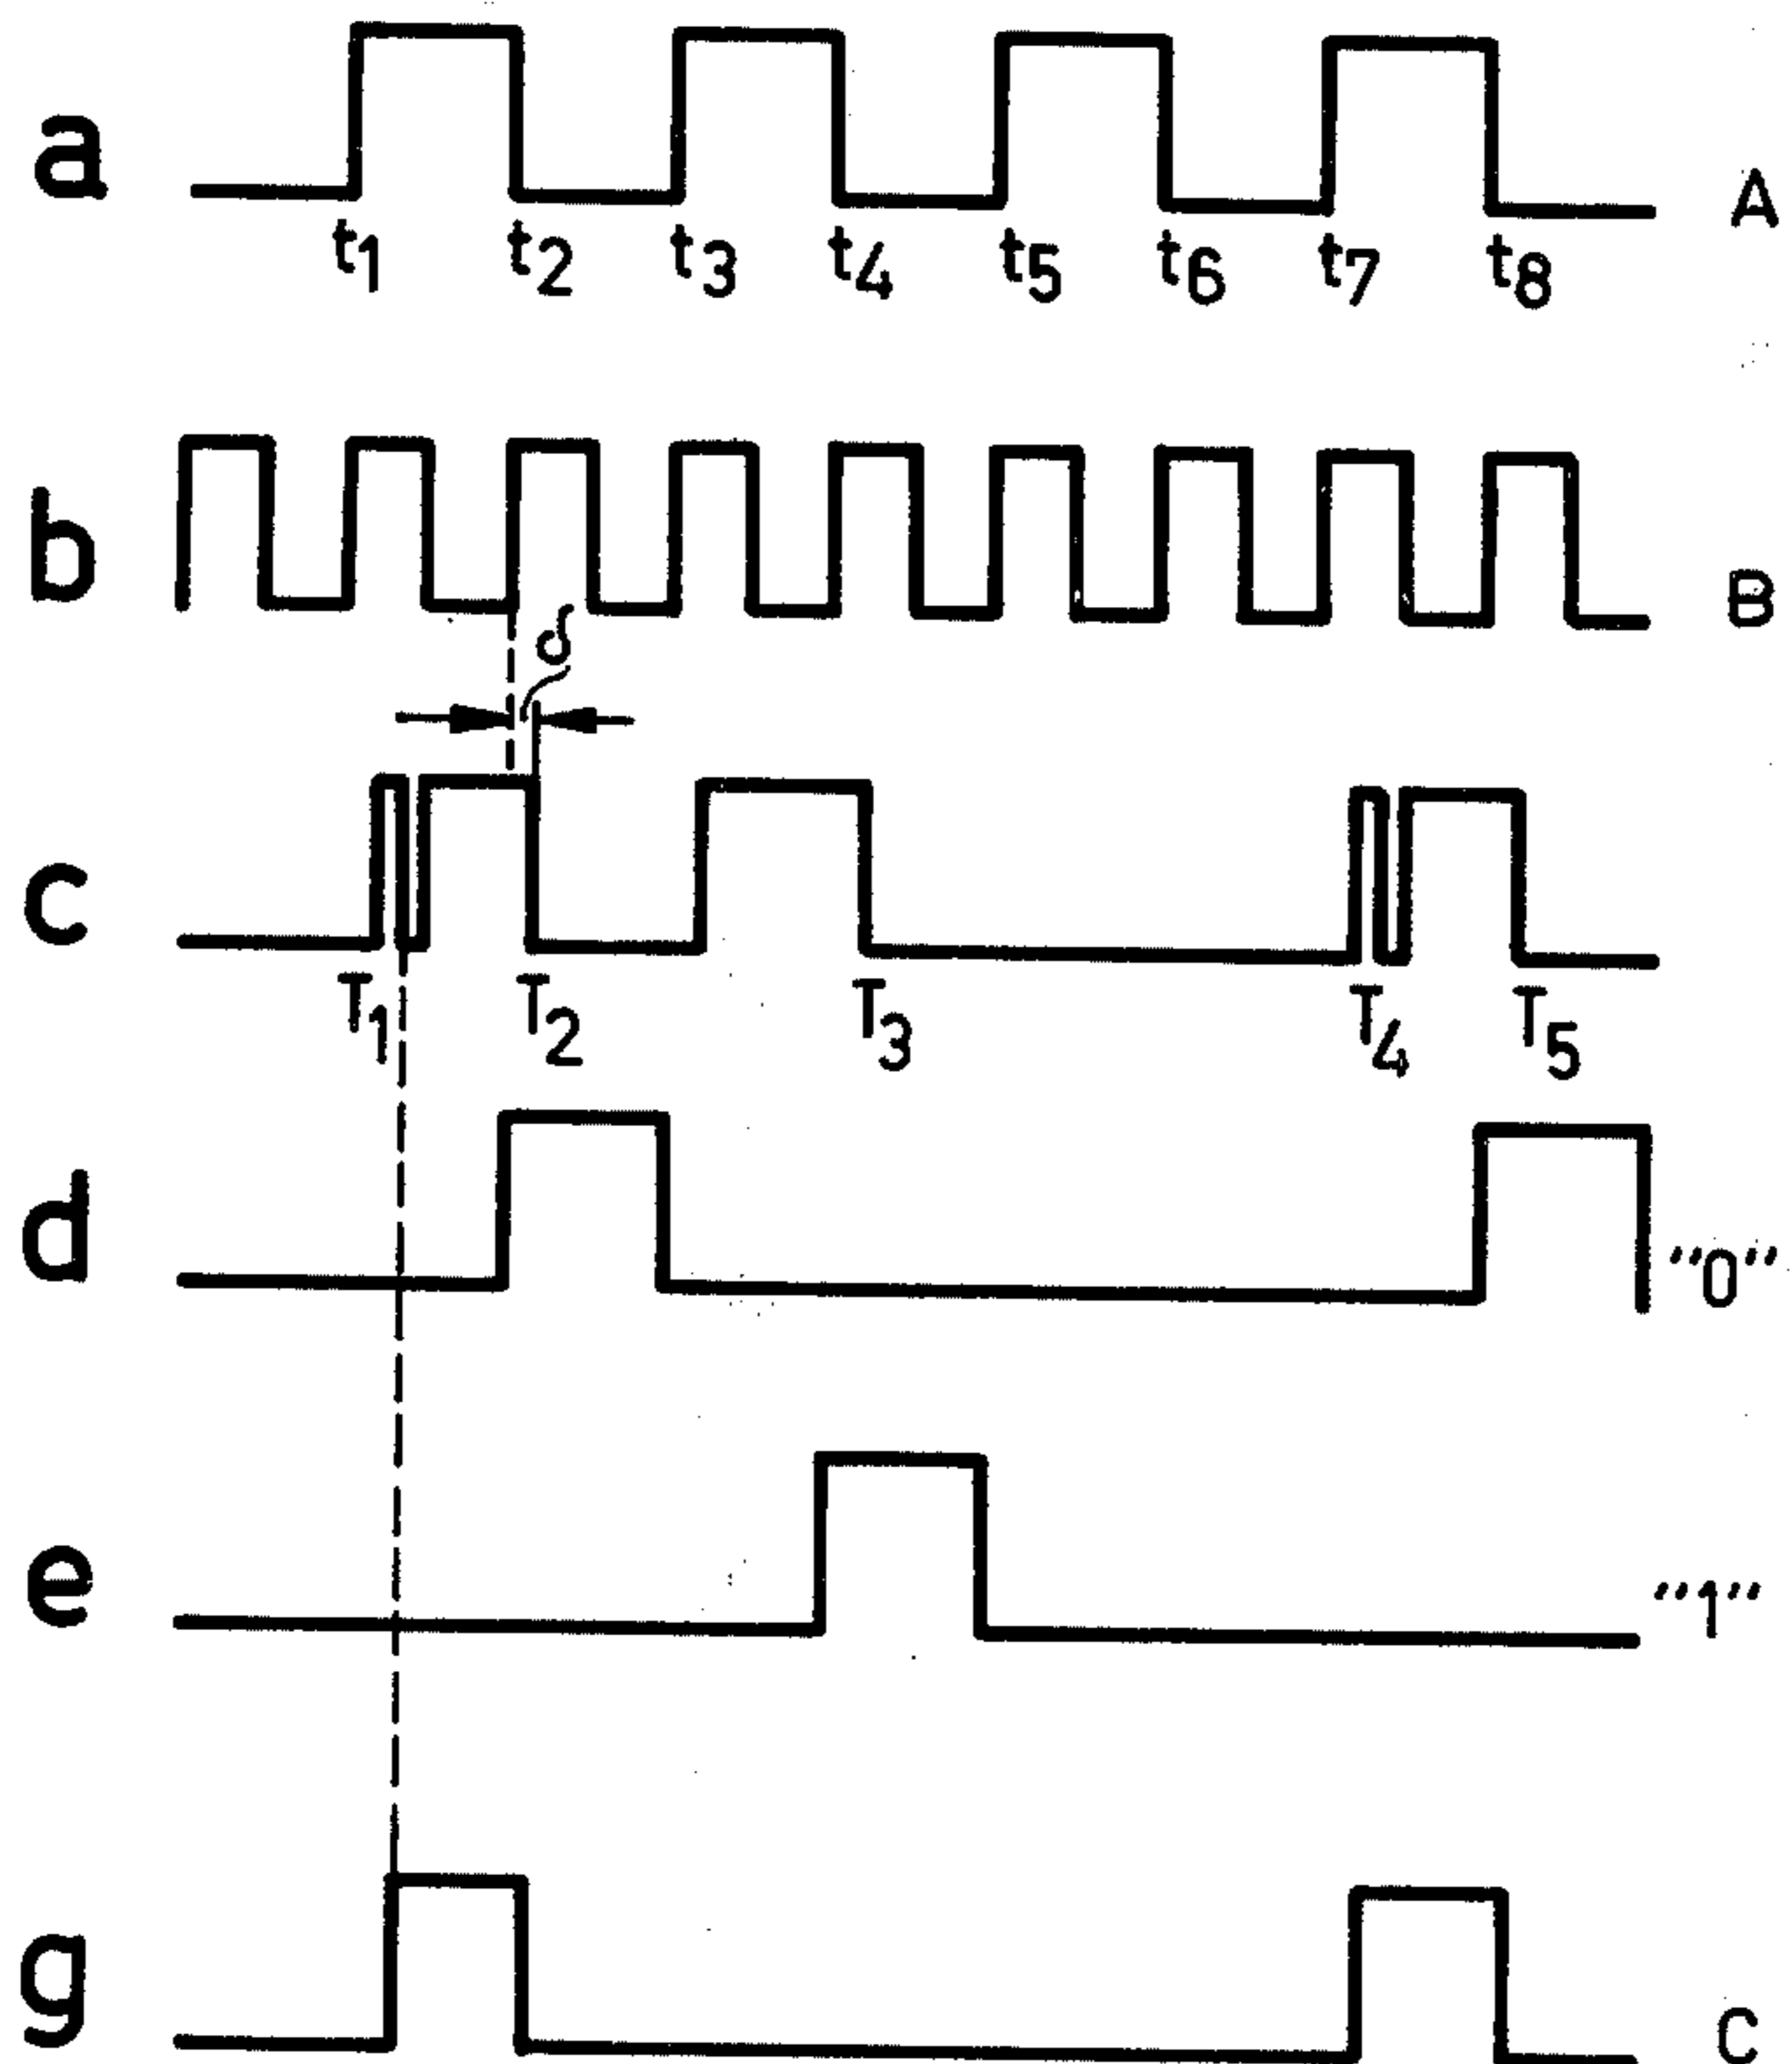 a A
t1 t2 t3 t4 t5 t6 t7 t8
b B
δ
c
T1 T2 T3 T4 T5
d "0"
e "1"
g C